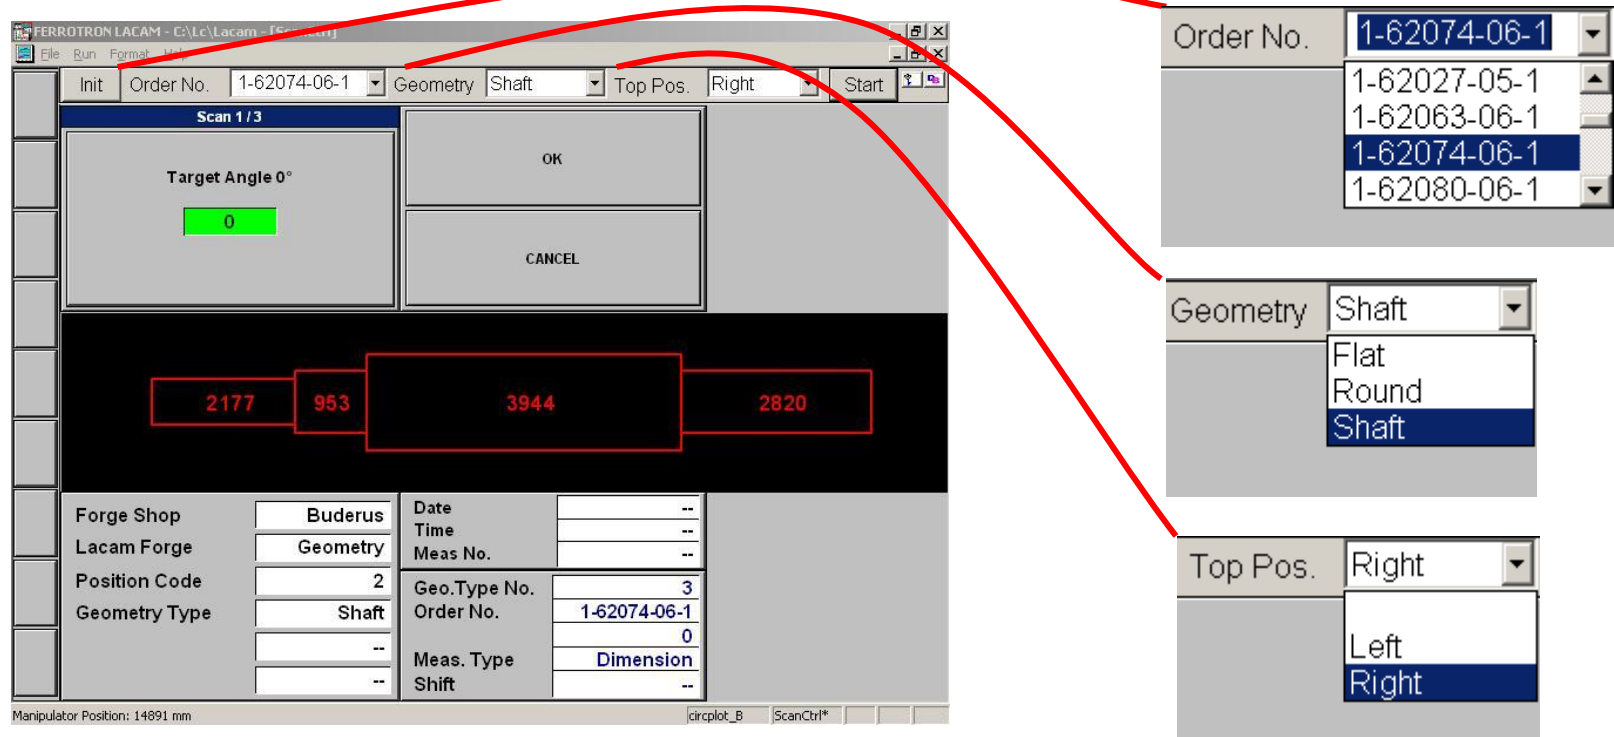 FERROTRON LACAM - C:\Lc\Lacam - [ScanCtrl]
File Run Format Help
Init Order No. 1-62074-06-1 Geometry Shaft Top Pos. Right Start
Scan 1 / 3
Target Angle 0°
0
OK
CANCEL
2177 953 3944 2820
Forge Shop Buderus
Lacam Forge Geometry
Position Code 2
Geometry Type Shaft
--
--
Date --
Time --
Meas No. --
Geo.Type No. 3
Order No. 1-62074-06-1
0
Meas. Type Dimension
Shift --
Manipulator Position: 14891 mm
circplot_B ScanCtrl*
Order No. 1-62074-06-1
1-62027-05-1
1-62063-06-1
1-62074-06-1
1-62080-06-1
Geometry Shaft
Flat
Round
Shaft
Top Pos. Right
Left
Right